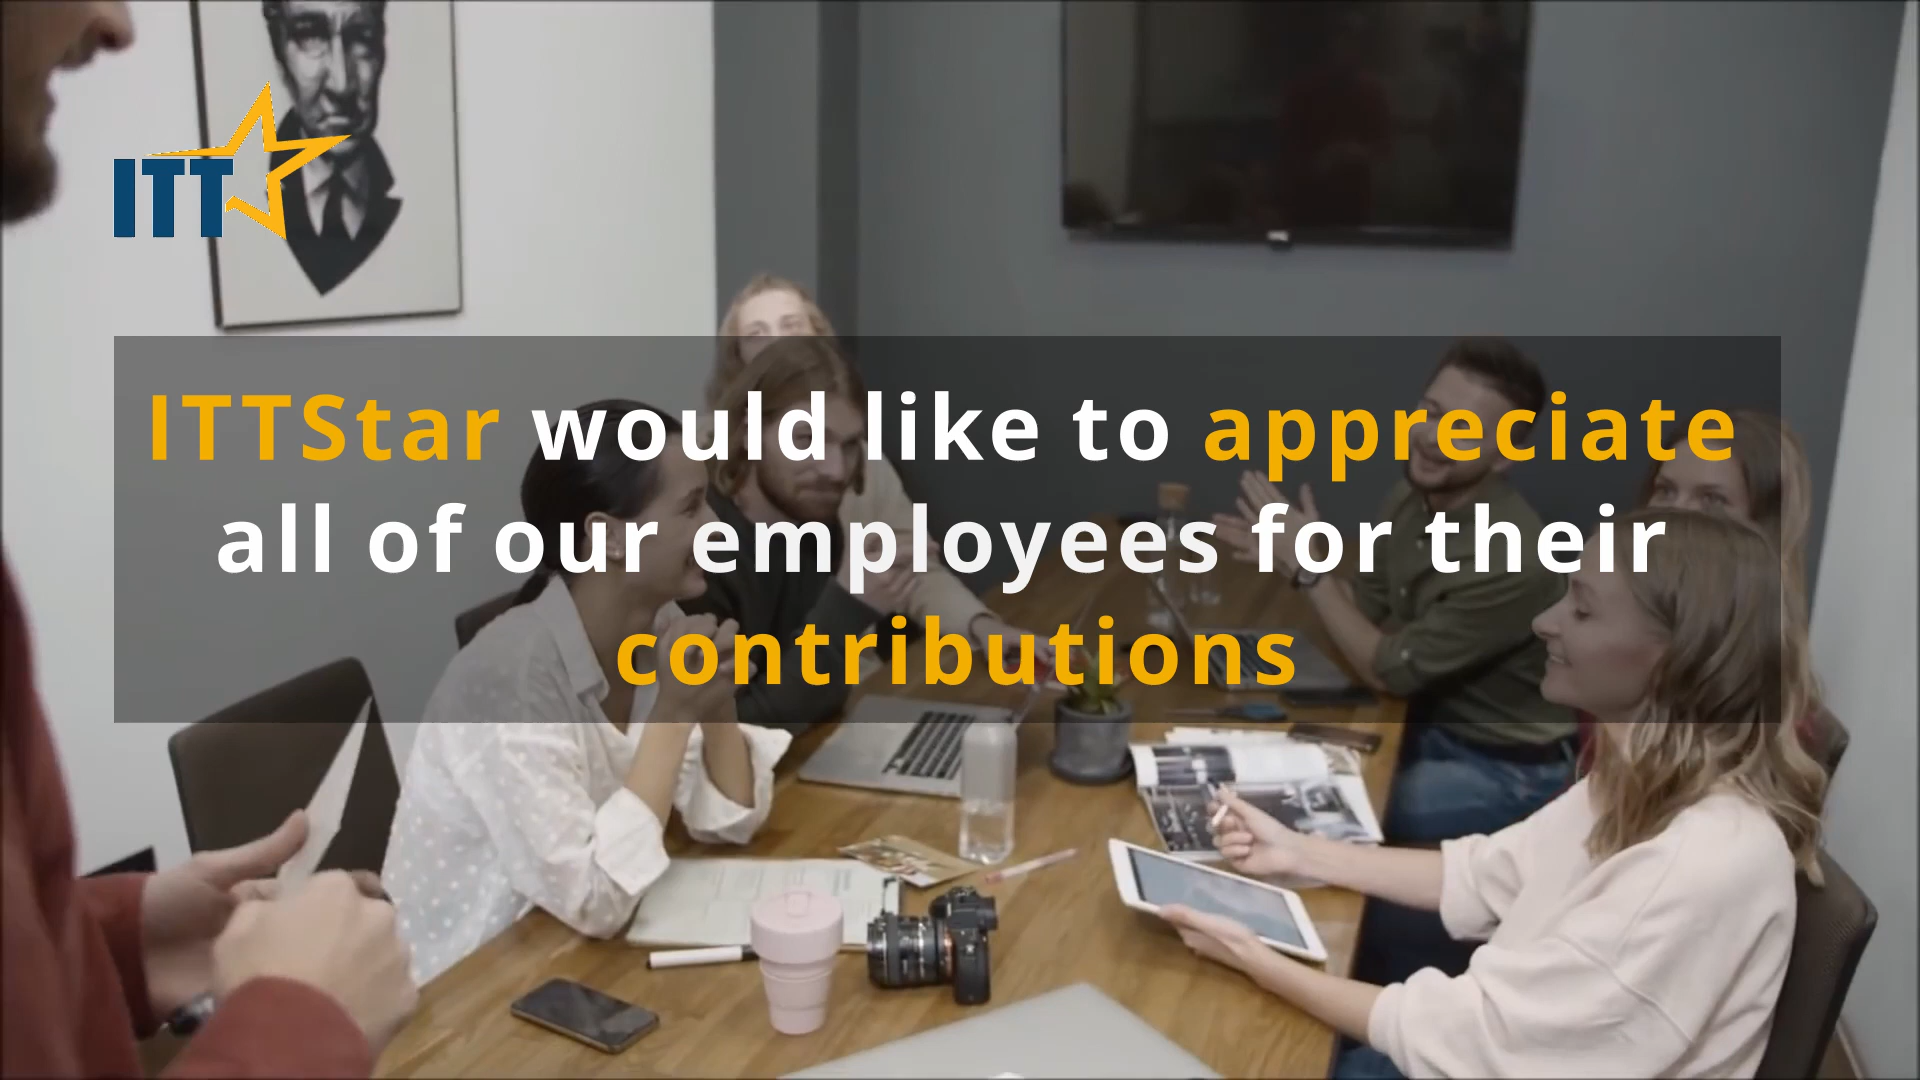 ITT
ITTStar would like to appreciate
all of our employees for their
contributions